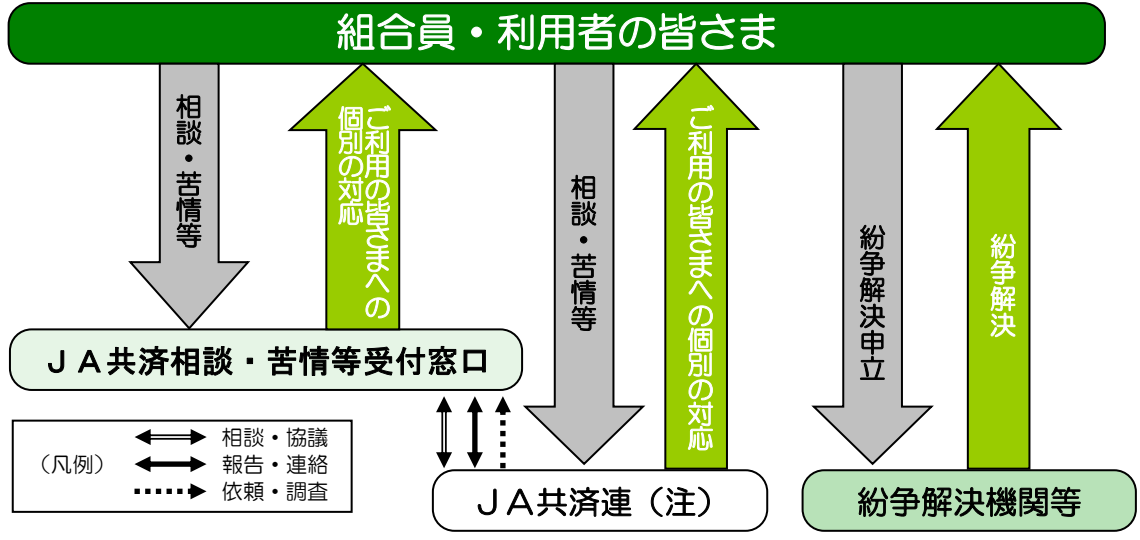 組合員・利用者の皆さま
相談・苦情等
ご利用の皆さまへの
個別の対応
相談・苦情等
ご利用の皆さまへの個別の対応
紛争解決申立
紛争解決
JA共済相談・苦情等受付窓口
(凡例)
相談・協議
報告・連絡
依頼・調査
JA共済連(注)
紛争解決機関等